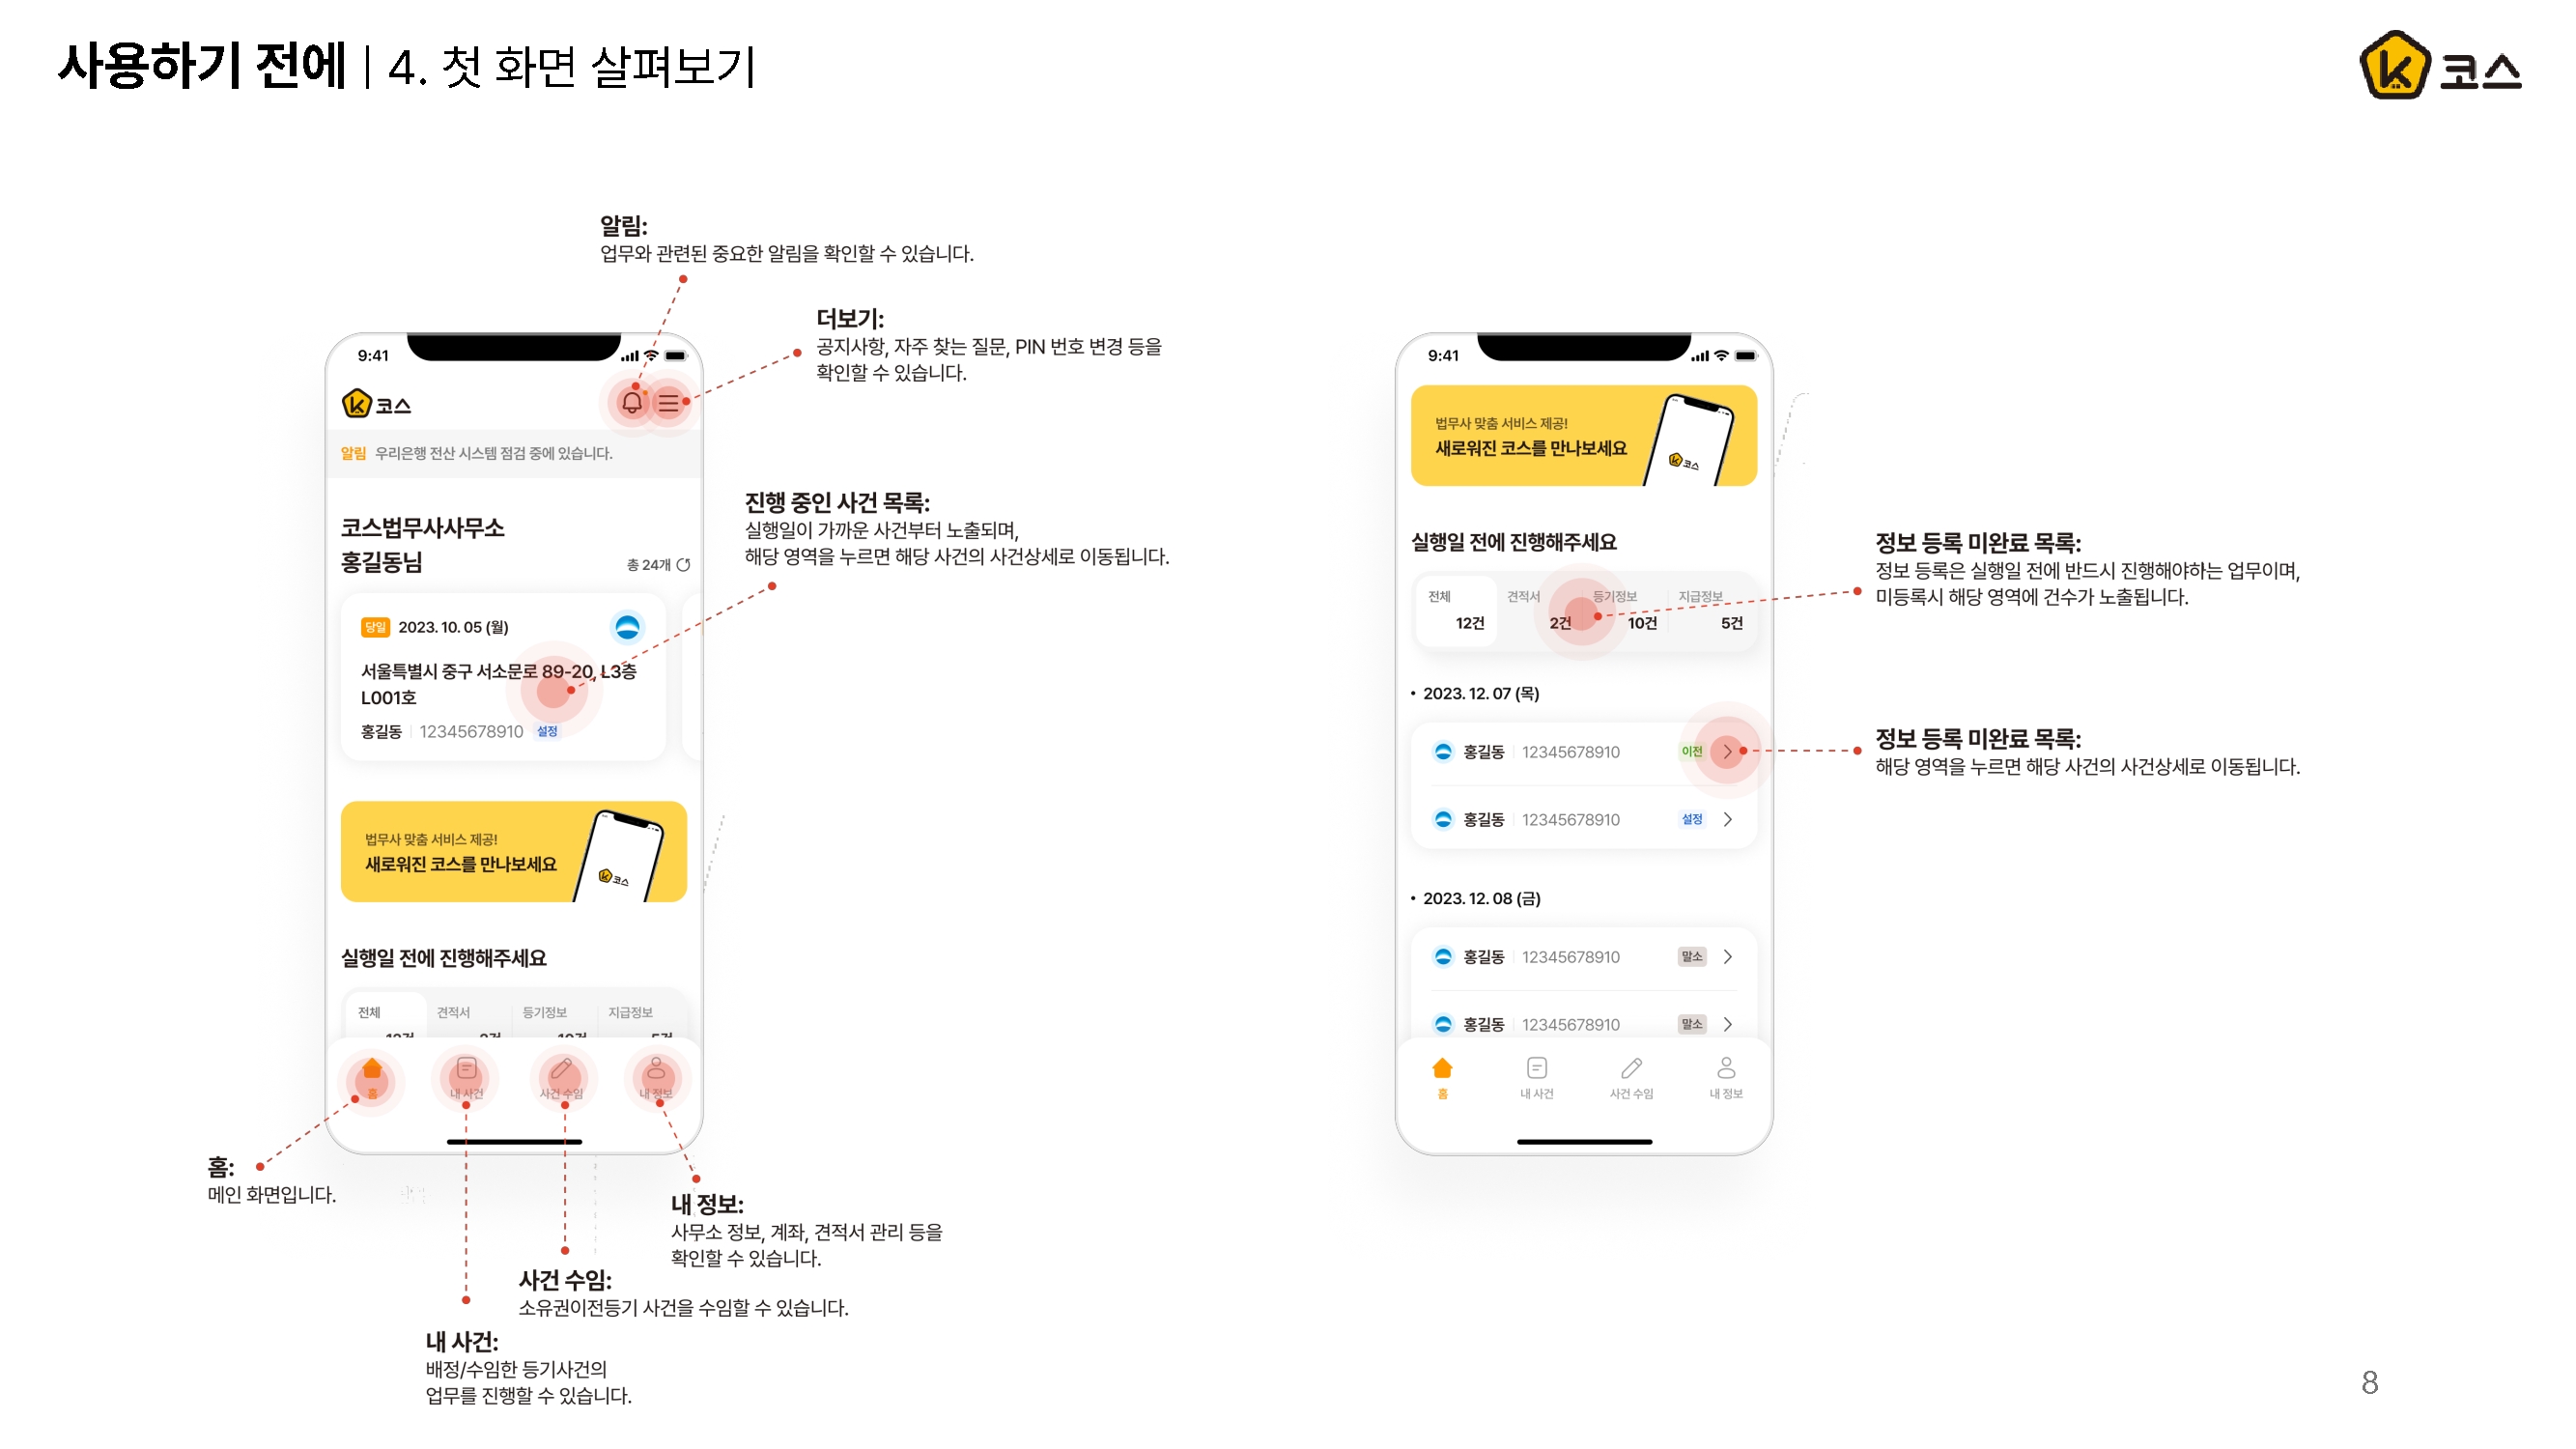 사용하기 전에 | 4. 첫 화면 살펴보기
코스
알림:
업무와 관련된 중요한 알림을 확인할 수 있습니다.
더보기:
공지사항, 자주 찾는 질문, PIN 번호 변경 등을
확인할 수 있습니다.
9:41
코스
알림 우리은행 전산 시스템 점검 중에 있습니다.
진행 중인 사건 목록:
실행일이 가까운 사건부터 노출되며,
해당 영역을 누르면 해당 사건의 사건상세로 이동됩니다.
코스법무사사무소
홍길동님
총 24개
당일 2023. 10. 05 (월)
서울특별시 중구 서소문로 89-20, L3층
L001호
홍길동 12345678910 설정
법무사 맞춤 서비스 제공!
새로워진 코스를 만나보세요
코스
실행일 전에 진행해주세요
전체 견적서 등기정보 지급정보
12건 2건 10건 5건
홈 내 사건 사건 수임 내 정보
홈:
메인 화면입니다.
내 정보:
사무소 정보, 계좌, 견적서 관리 등을
확인할 수 있습니다.
사건 수임:
소유권이전등기 사건을 수임할 수 있습니다.
내 사건:
배정/수임한 등기사건의
업무를 진행할 수 있습니다.
9:41
법무사 맞춤 서비스 제공!
새로워진 코스를 만나보세요
코스
실행일 전에 진행해주세요
전체 견적서 등기정보 지급정보
12건 2건 10건 5건
정보 등록 미완료 목록:
정보 등록은 실행일 전에 반드시 진행해야하는 업무이며,
미등록시 해당 영역에 건수가 노출됩니다.
• 2023. 12. 07 (목)
홍길동 12345678910 이전
홍길동 12345678910 설정
정보 등록 미완료 목록:
해당 영역을 누르면 해당 사건의 사건상세로 이동됩니다.
• 2023. 12. 08 (금)
홍길동 12345678910 말소
홍길동 12345678910 말소
홈 내 사건 사건 수임 내 정보
8